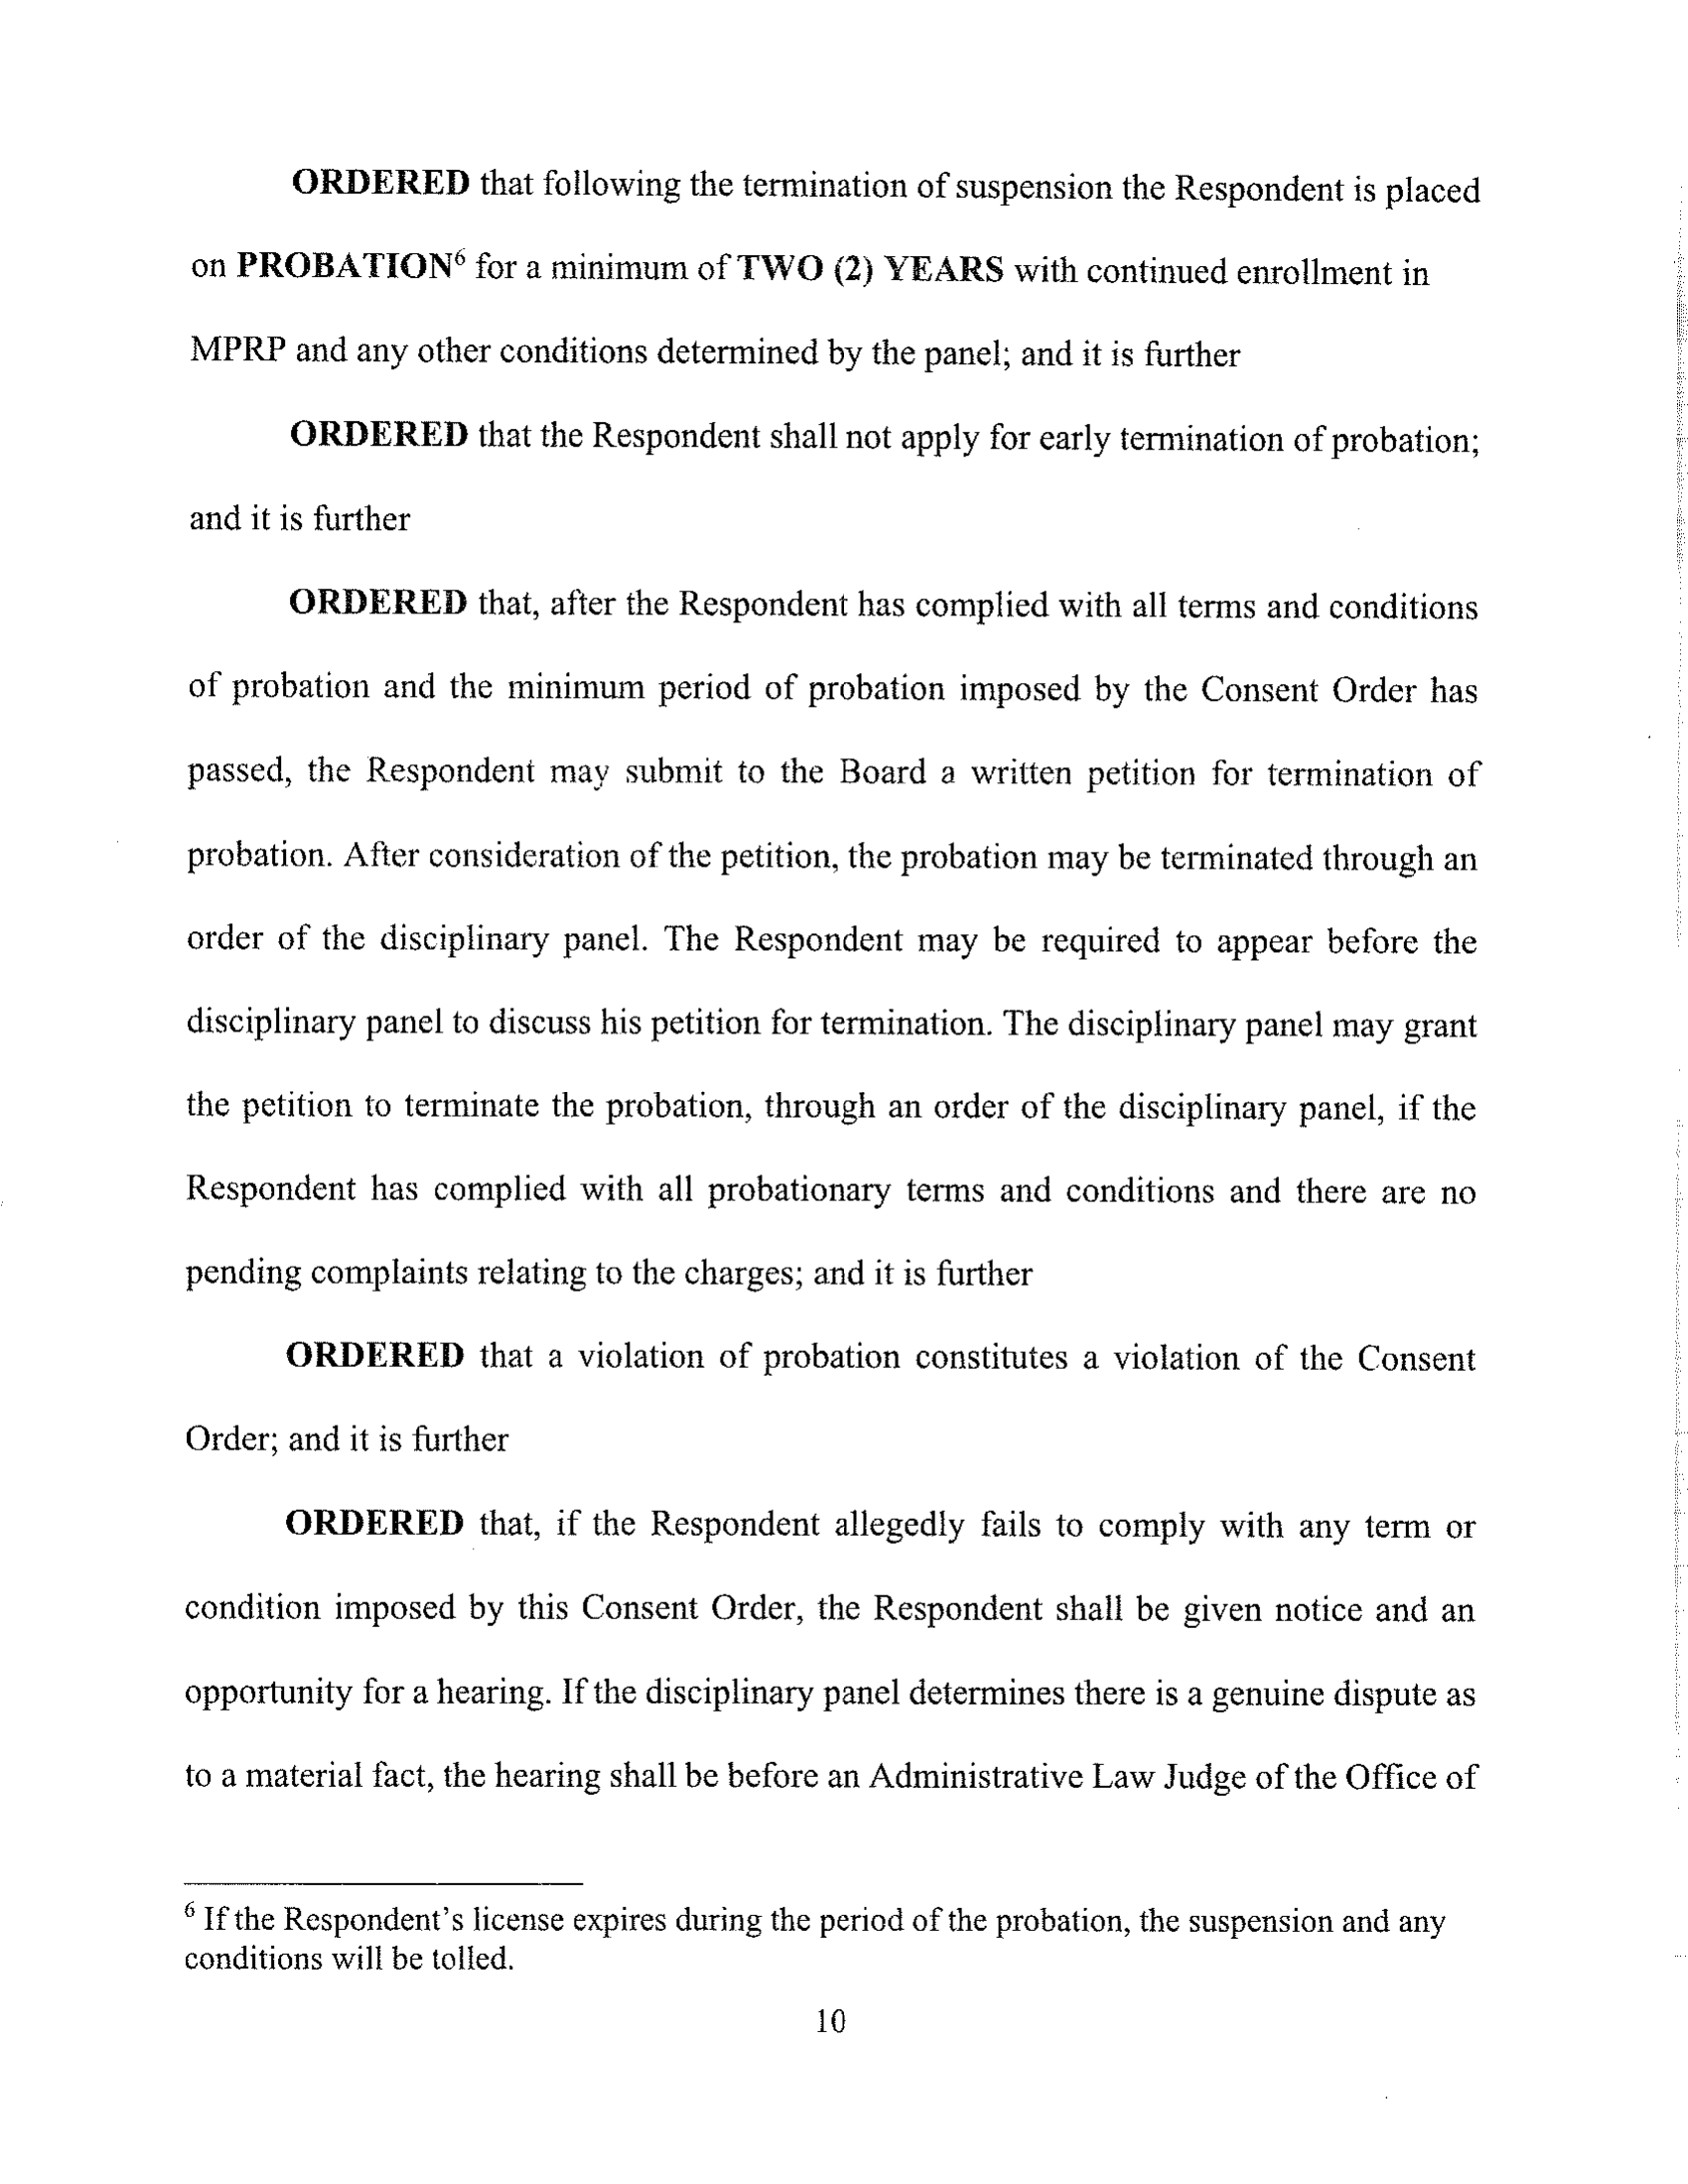 ORDERED that following the termination of suspension the Respondent is placed
on PROBATION⁶ for a minimum of TWO (2) YEARS with continued enrollment in
MPRP and any other conditions determined by the panel; and it is further
ORDERED that the Respondent shall not apply for early termination of probation;
and it is further
ORDERED that, after the Respondent has complied with all terms and conditions
of probation and the minimum period of probation imposed by the Consent Order has
passed, the Respondent may submit to the Board a written petition for termination of
probation. After consideration of the petition, the probation may be terminated through an
order of the disciplinary panel. The Respondent may be required to appear before the
disciplinary panel to discuss his petition for termination. The disciplinary panel may grant
the petition to terminate the probation, through an order of the disciplinary panel, if the
Respondent has complied with all probationary terms and conditions and there are no
pending complaints relating to the charges; and it is further
ORDERED that a violation of probation constitutes a violation of the Consent
Order; and it is further
ORDERED that, if the Respondent allegedly fails to comply with any term or
condition imposed by this Consent Order, the Respondent shall be given notice and an
opportunity for a hearing. If the disciplinary panel determines there is a genuine dispute as
to a material fact, the hearing shall be before an Administrative Law Judge of the Office of
⁶ If the Respondent's license expires during the period of the probation, the suspension and any
conditions will be tolled.
10